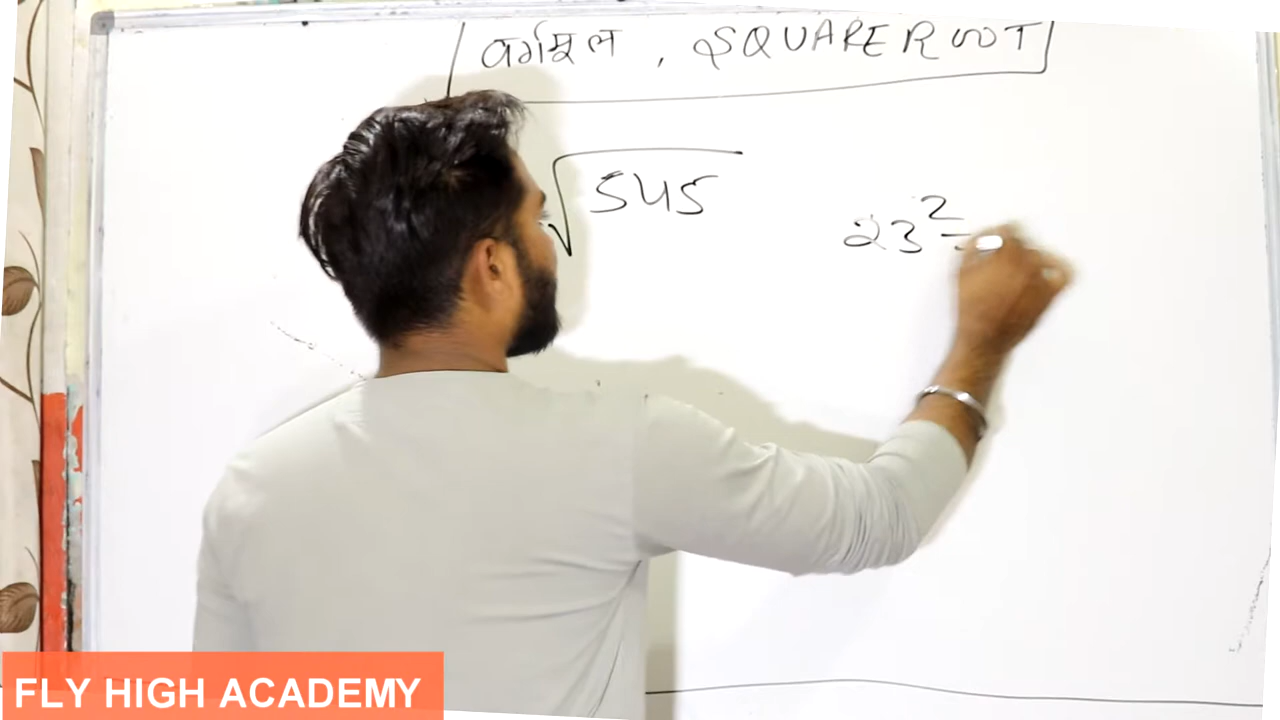 वर्गमूल , SQUARE ROOT
√545
23² =
FLY HIGH ACADEMY